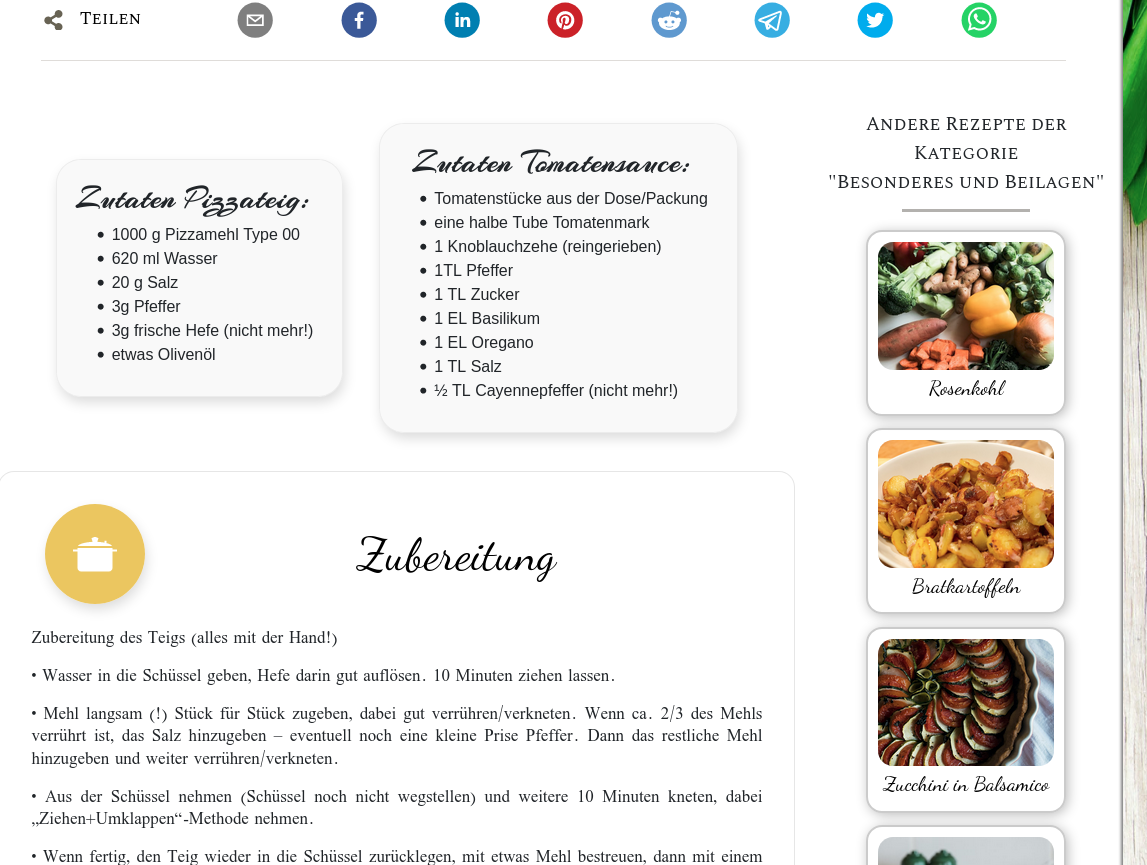 Teilen
Zutaten Pizzateig:
1000 g Pizzamehl Type 00
620 ml Wasser
20 g Salz
3g Pfeffer
3g frische Hefe (nicht mehr!)
etwas Olivenöl
Zutaten Tomatensauce:
Tomatenstücke aus der Dose/Packung
eine halbe Tube Tomatenmark
1 Knoblauchzehe (reingerieben)
1TL Pfeffer
1 TL Zucker
1 EL Basilikum
1 EL Oregano
1 TL Salz
½ TL Cayennepfeffer (nicht mehr!)
Zubereitung
Zubereitung des Teigs (alles mit der Hand!)
• Wasser in die Schüssel geben, Hefe darin gut auflösen. 10 Minuten ziehen lassen.
• Mehl langsam (!) Stück für Stück zugeben, dabei gut verrühren/verkneten. Wenn ca. 2/3 des Mehls
verrührt ist, das Salz hinzugeben – eventuell noch eine kleine Prise Pfeffer. Dann das restliche Mehl
hinzugeben und weiter verrühren/verkneten.
• Aus der Schüssel nehmen (Schüssel noch nicht wegstellen) und weitere 10 Minuten kneten, dabei
„Ziehen+Umklappen“-Methode nehmen.
• Wenn fertig, den Teig wieder in die Schüssel zurücklegen, mit etwas Mehl bestreuen, dann mit einem
Andere Rezepte der
Kategorie
"Besonderes und Beilagen"
Rosenkohl
Bratkartoffeln
Zucchini in Balsamico